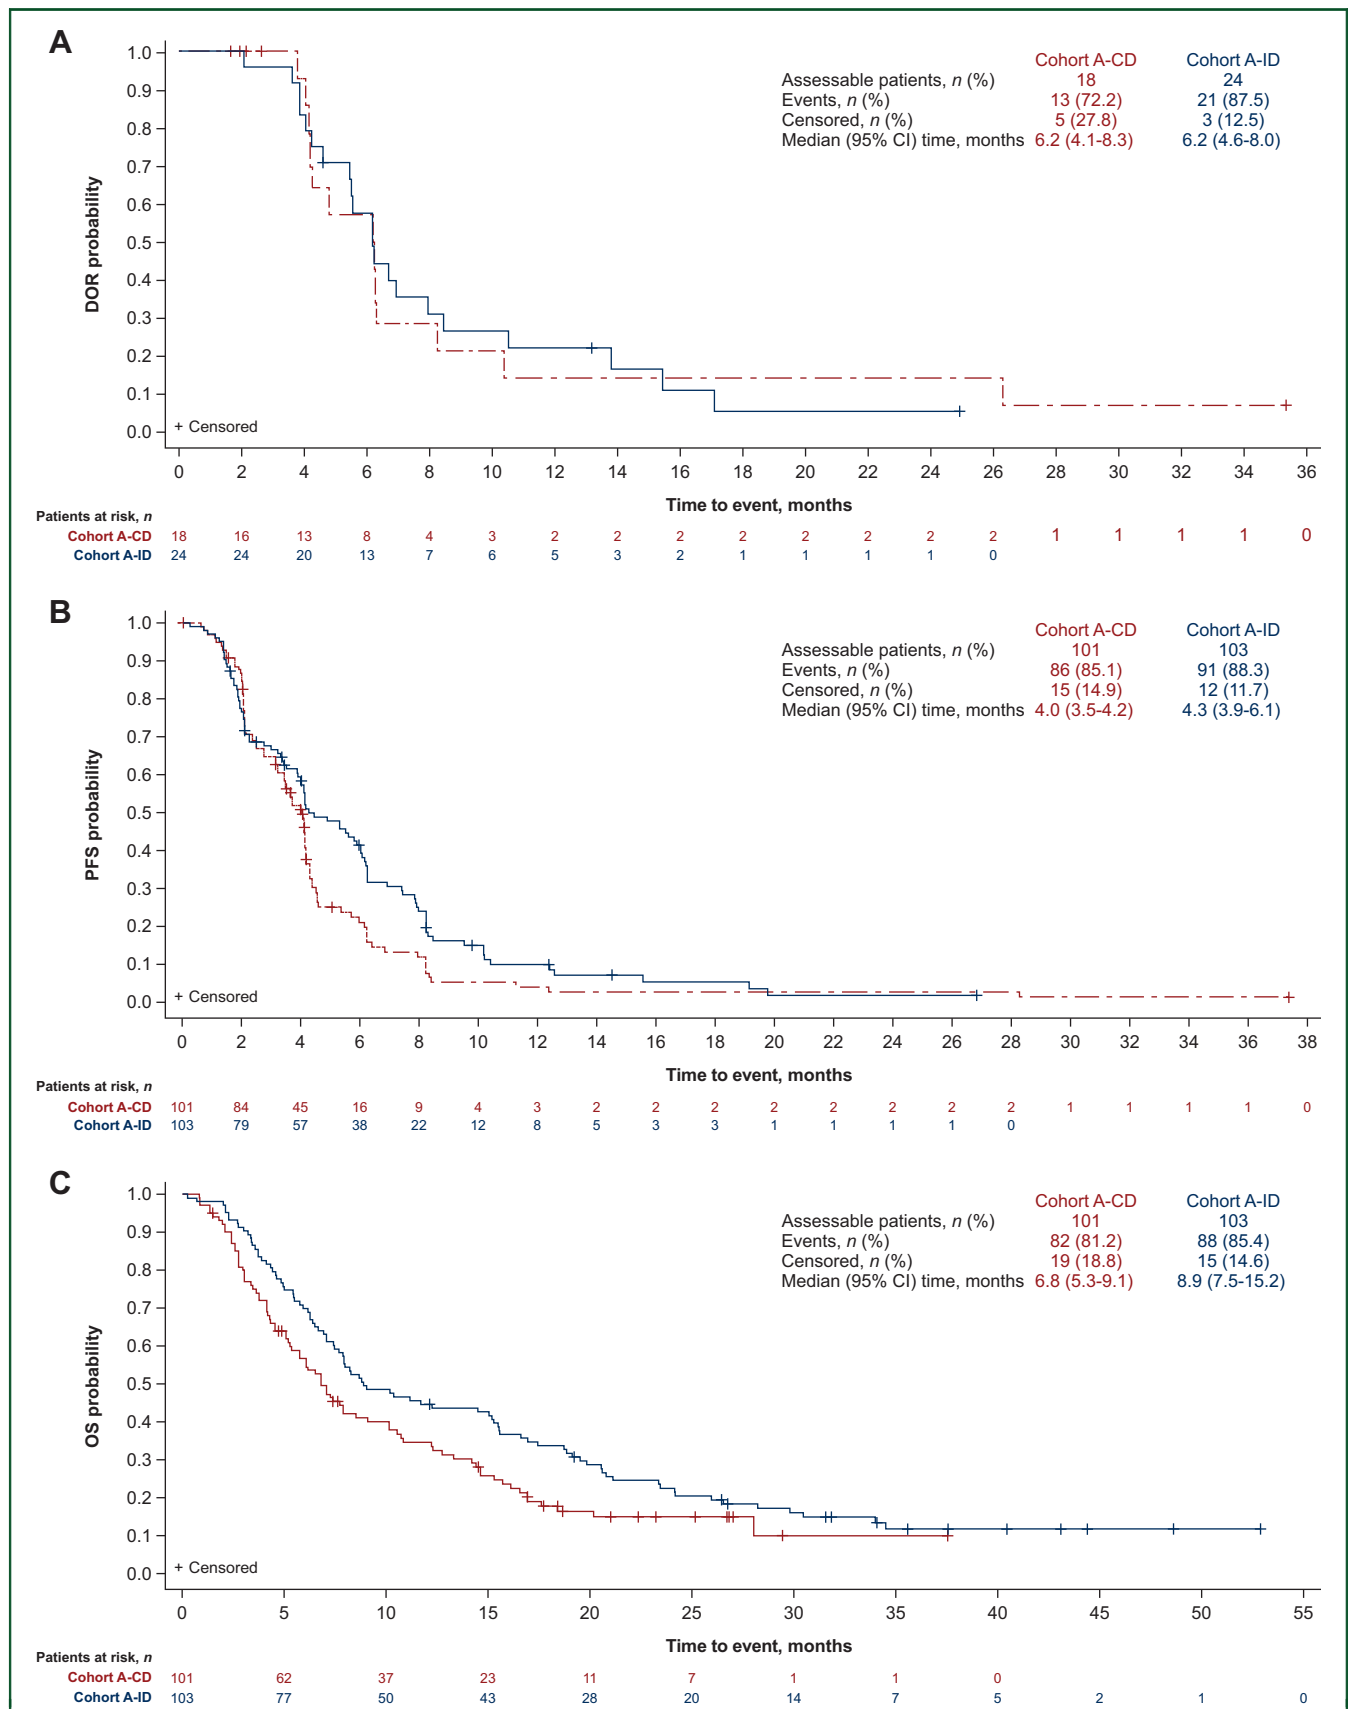 A
Cohort A-CD Cohort A-ID
Assessable patients, n (%) 18 24
Events, n (%) 13 (72.2) 21 (87.5)
Censored, n (%) 5 (27.8) 3 (12.5)
Median (95% CI) time, months 6.2 (4.1-8.3) 6.2 (4.6-8.0)
DOR probability
1.0
0.9
0.8
0.7
0.6
0.5
0.4
0.3
0.2
0.1
0.0
+ Censored
0 2 4 6 8 10 12 14 16 18 20 22 24 26 28 30 32 34 36
Time to event, months
Patients at risk, n
Cohort A-CD 18 16 13 8 4 3 2 2 2 2 2 2 2 2 1 1 1 1 0
Cohort A-ID 24 24 20 13 7 6 5 3 2 1 1 1 1 0
B
Cohort A-CD Cohort A-ID
Assessable patients, n (%) 101 103
Events, n (%) 86 (85.1) 91 (88.3)
Censored, n (%) 15 (14.9) 12 (11.7)
Median (95% CI) time, months 4.0 (3.5-4.2) 4.3 (3.9-6.1)
PFS probability
1.0
0.9
0.8
0.7
0.6
0.5
0.4
0.3
0.2
0.1
0.0
+ Censored
0 2 4 6 8 10 12 14 16 18 20 22 24 26 28 30 32 34 36 38
Time to event, months
Patients at risk, n
Cohort A-CD 101 84 45 16 9 4 3 2 2 2 2 2 2 2 2 1 1 1 1 0
Cohort A-ID 103 79 57 38 22 12 8 5 3 3 1 1 1 1 0
C
Cohort A-CD Cohort A-ID
Assessable patients, n (%) 101 103
Events, n (%) 82 (81.2) 88 (85.4)
Censored, n (%) 19 (18.8) 15 (14.6)
Median (95% CI) time, months 6.8 (5.3-9.1) 8.9 (7.5-15.2)
OS probability
1.0
0.9
0.8
0.7
0.6
0.5
0.4
0.3
0.2
0.1
0.0
+ Censored
0 5 10 15 20 25 30 35 40 45 50 55
Time to event, months
Patients at risk, n
Cohort A-CD 101 62 37 23 11 7 1 1 0
Cohort A-ID 103 77 50 43 28 20 14 7 5 2 1 0